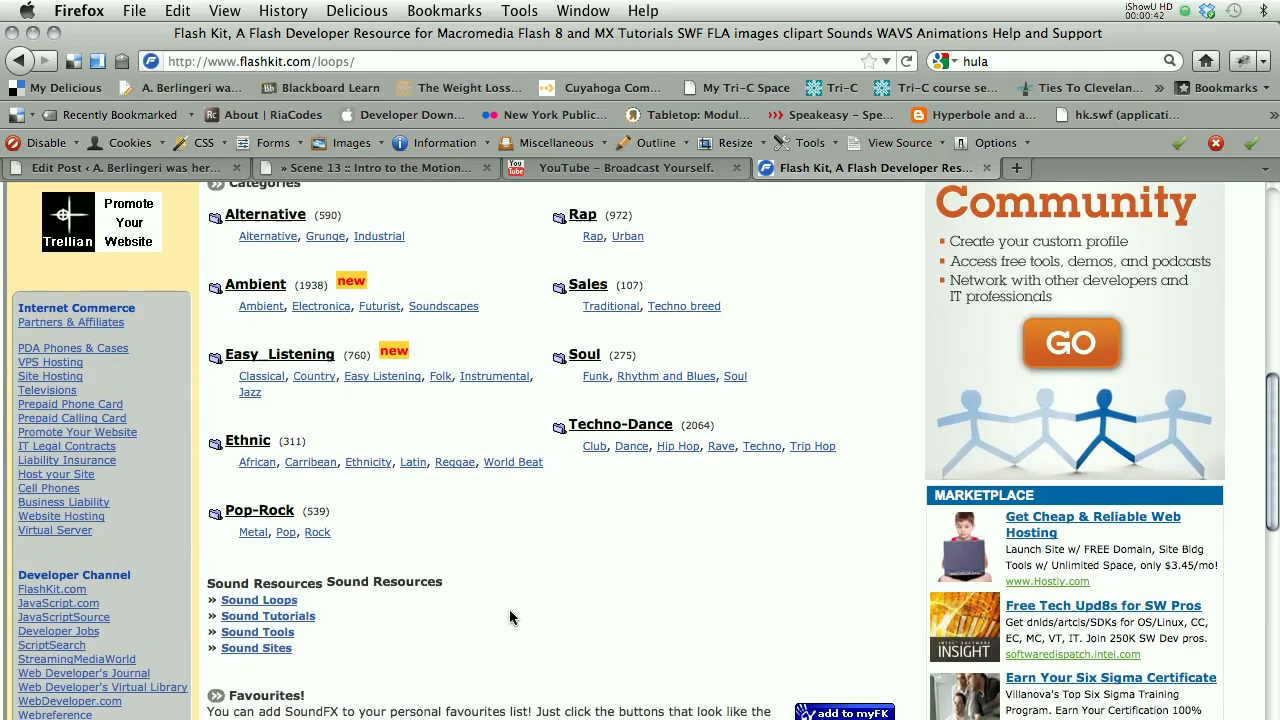 Firefox File Edit View History Delicious Bookmarks Tools Window Help
iShowU HD
00:00:42
Flash Kit, A Flash Developer Resource for Macromedia Flash 8 and MX Tutorials SWF FLA images clipart Sounds WAVS Animations Help and Support
http://www.flashkit.com/loops/
hula
My Delicious A. Berlingeri wa... Blackboard Learn The Weight Loss... Cuyahoga Com... My Tri-C Space Tri-C Tri-C course se... Ties To Clevelan... » Bookmarks
Recently Bookmarked About | RiaCodes Developer Down... New York Public... Tabletop: Modul... Speakeasy – Spe... Hyperbole and a... hk.swf (applicati... »
Disable Cookies CSS Forms Images Information Miscellaneous Outline Resize Tools View Source Options
Edit Post ‹ A. Berlingeri was her... » Scene 13 :: Intro to the Motion... YouTube – Broadcast Yourself. Flash Kit, A Flash Developer Res...
Trellian
Promote
Your
Website
Internet Commerce
Partners & Affiliates
PDA Phones & Cases
VPS Hosting
Site Hosting
Televisions
Prepaid Phone Card
Prepaid Calling Card
Promote Your Website
IT Legal Contracts
Liability Insurance
Host your Site
Cell Phones
Business Liability
Website Hosting
Virtual Server
Developer Channel
FlashKit.com
JavaScript.com
JavaScriptSource
Developer Jobs
ScriptSearch
StreamingMediaWorld
Web Developer's Journal
Web Developer's Virtual Library
WebDeveloper.com
Webreference
Categories
Alternative (590)
Alternative, Grunge, Industrial
Ambient (1938) new
Ambient, Electronica, Futurist, Soundscapes
Easy_Listening (760) new
Classical, Country, Easy Listening, Folk, Instrumental,
Jazz
Ethnic (311)
African, Carribean, Ethnicity, Latin, Reggae, World Beat
Pop-Rock (539)
Metal, Pop, Rock
Rap (972)
Rap, Urban
Sales (107)
Traditional, Techno breed
Soul (275)
Funk, Rhythm and Blues, Soul
Techno-Dance (2064)
Club, Dance, Hip Hop, Rave, Techno, Trip Hop
Sound Resources Sound Resources
» Sound Loops
» Sound Tutorials
» Sound Tools
» Sound Sites
Favourites!
You can add SoundFX to your personal favourites list! Just click the buttons that look like the
add to myFK
Community
Create your custom profile
Access free tools, demos, and podcasts
Network with other developers and
IT professionals
GO
MARKETPLACE
Get Cheap & Reliable Web
Hosting
Launch Site w/ FREE Domain, Site Bldg
Tools w/ Unlimited Space, only $3.45/mo!
www.Hostly.com
INSIGHT
Free Tech Upd8s for SW Pros
Get dnlds/artcls/SDKs for OS/Linux, CC,
EC, MC, VT, IT. Join 250K SW Dev pros.
softwaredispatch.intel.com
Earn Your Six Sigma Certificate
Villanova's Top Six Sigma Training
Program. Earn Your Certification 100%